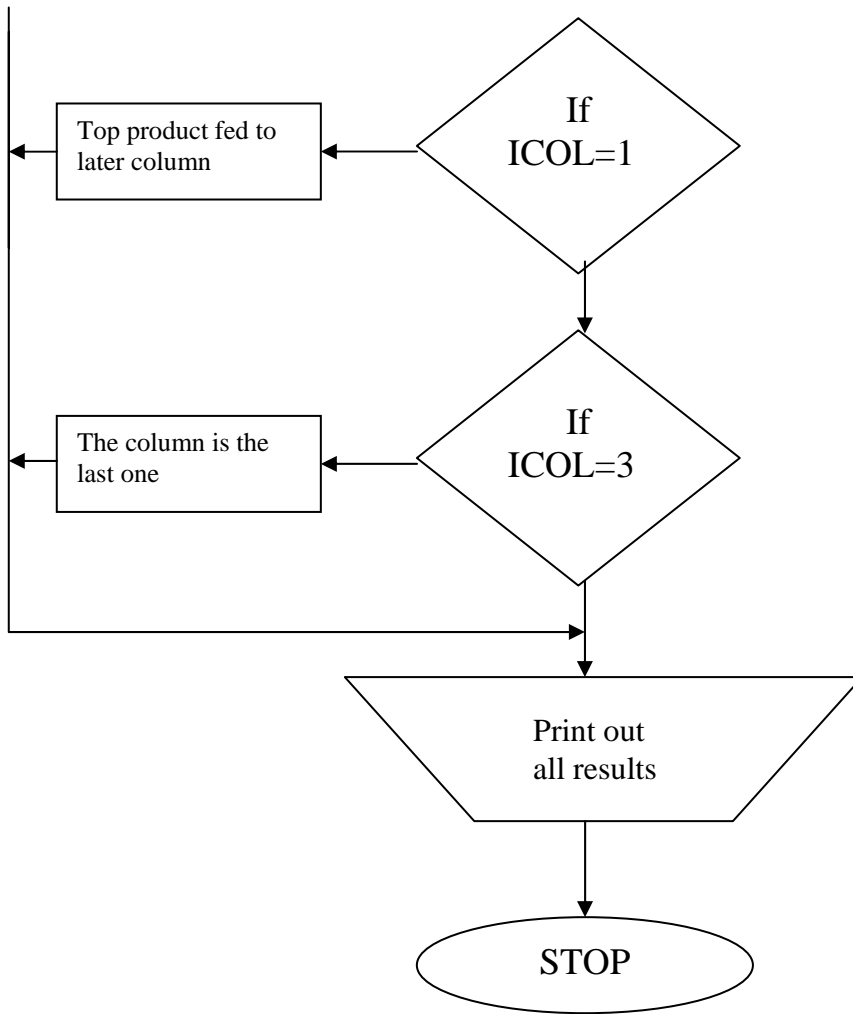 If
ICOL=1
Top product fed to
later column
If
ICOL=3
The column is the
last one
Print out
all results
STOP